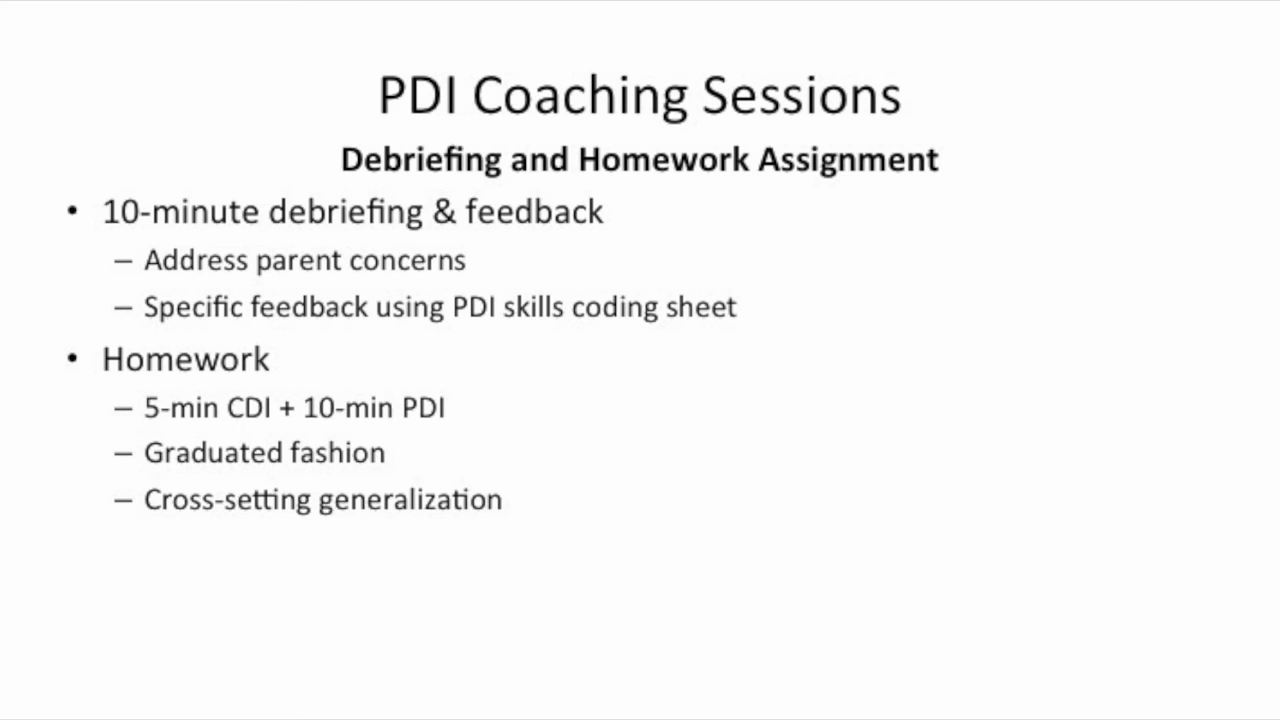 PDI Coaching Sessions
Debriefing and Homework Assignment
• 10-minute debriefing & feedback
– Address parent concerns
– Specific feedback using PDI skills coding sheet
• Homework
– 5-min CDI + 10-min PDI
– Graduated fashion
– Cross-setting generalization